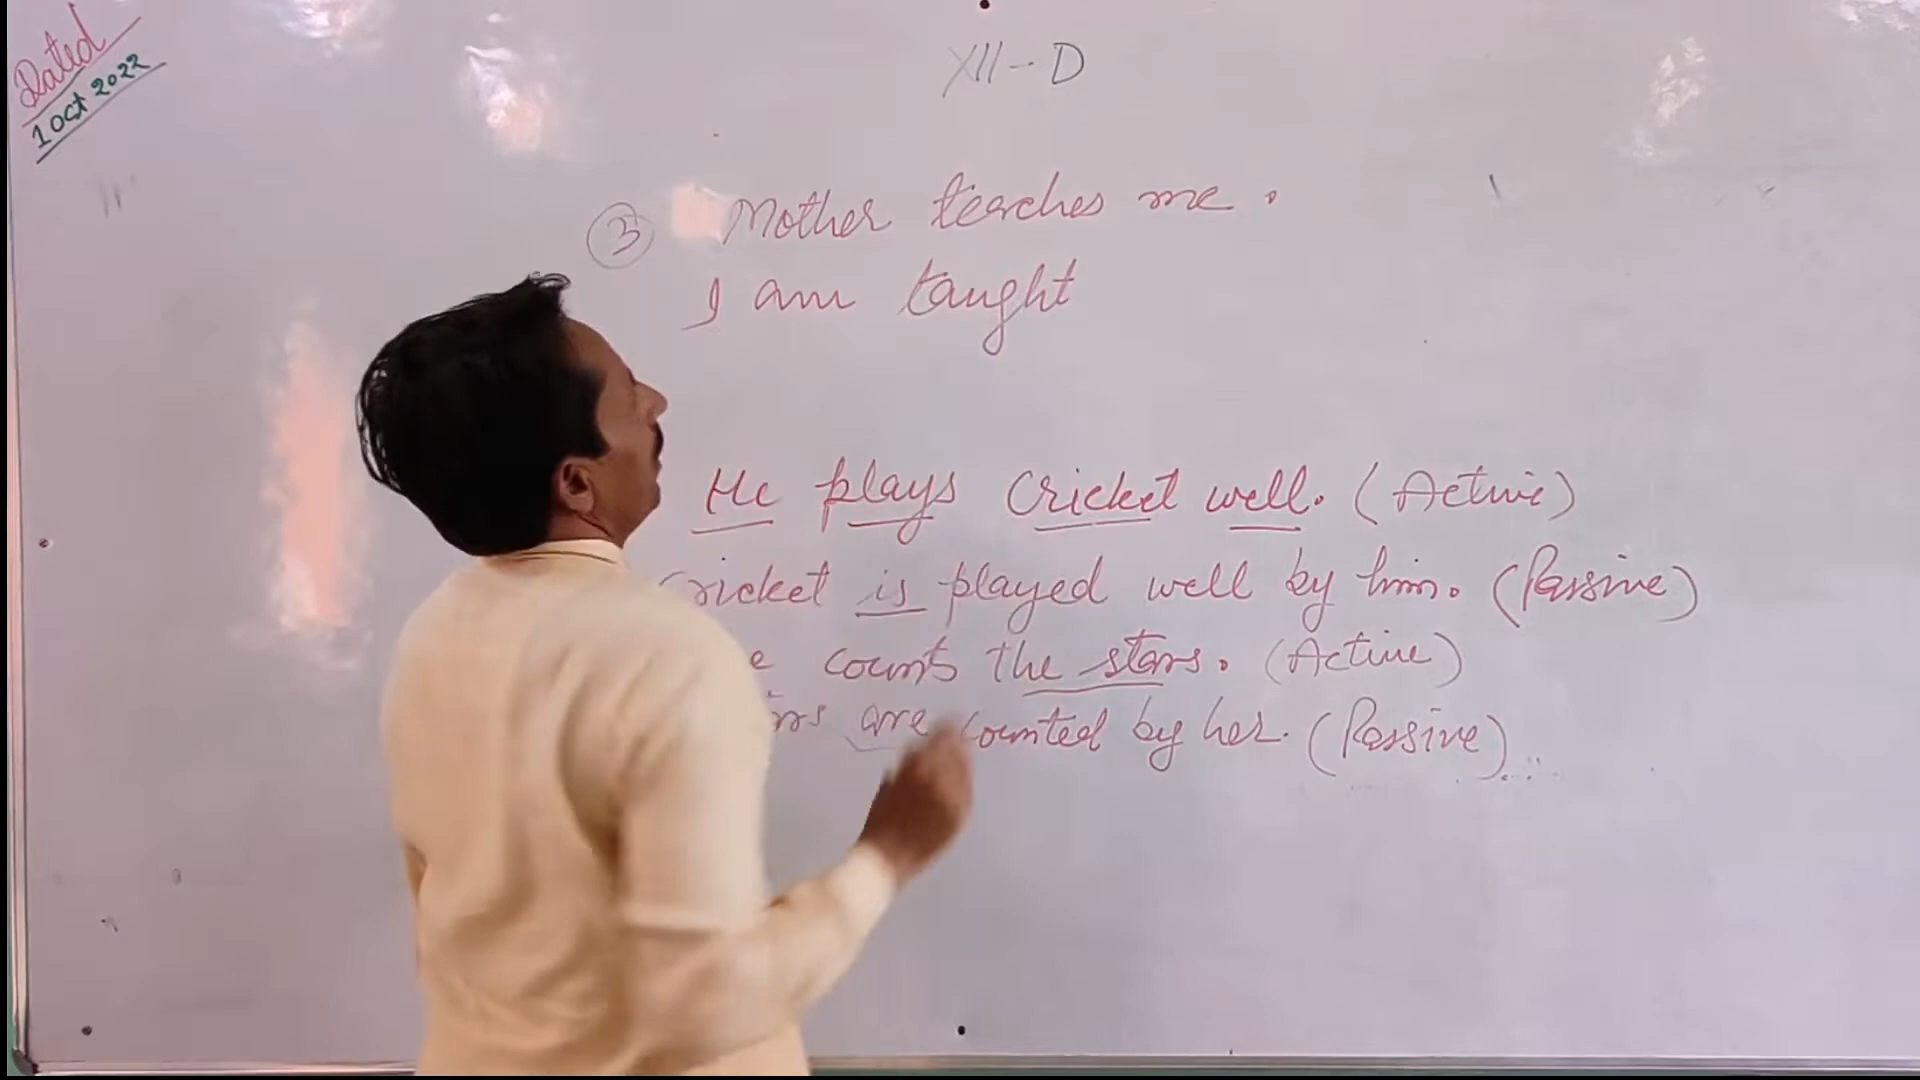 Dated
1 Oct 2022
XII - D
③ Mother teaches me.
I am taught
He plays Cricket well. (Active)
Cricket is played well by him. (Passive)
counts the stars. (Active)
are counted by her. (Passive)